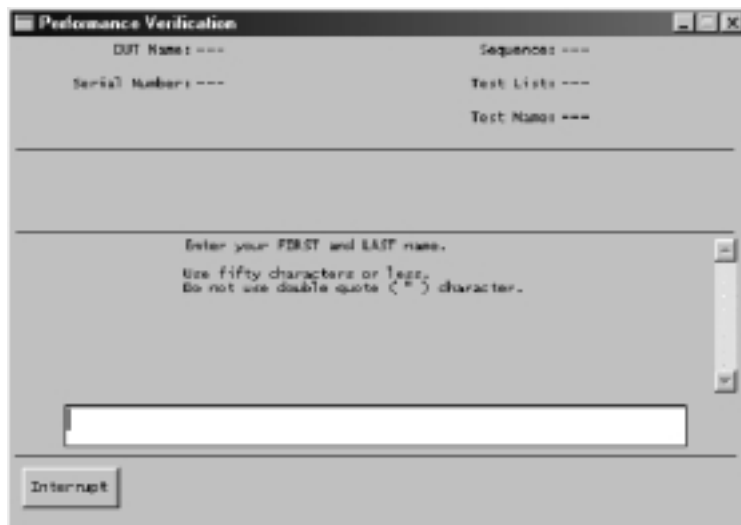 Performance Verification
DUT Name: ---
Sequence: ---
Serial Number: ---
Test List: ---
Test Name: ---
Enter your FIRST and LAST name.
Use fifty characters or less.
Do not use double quote ( " ) character.
Interrupt